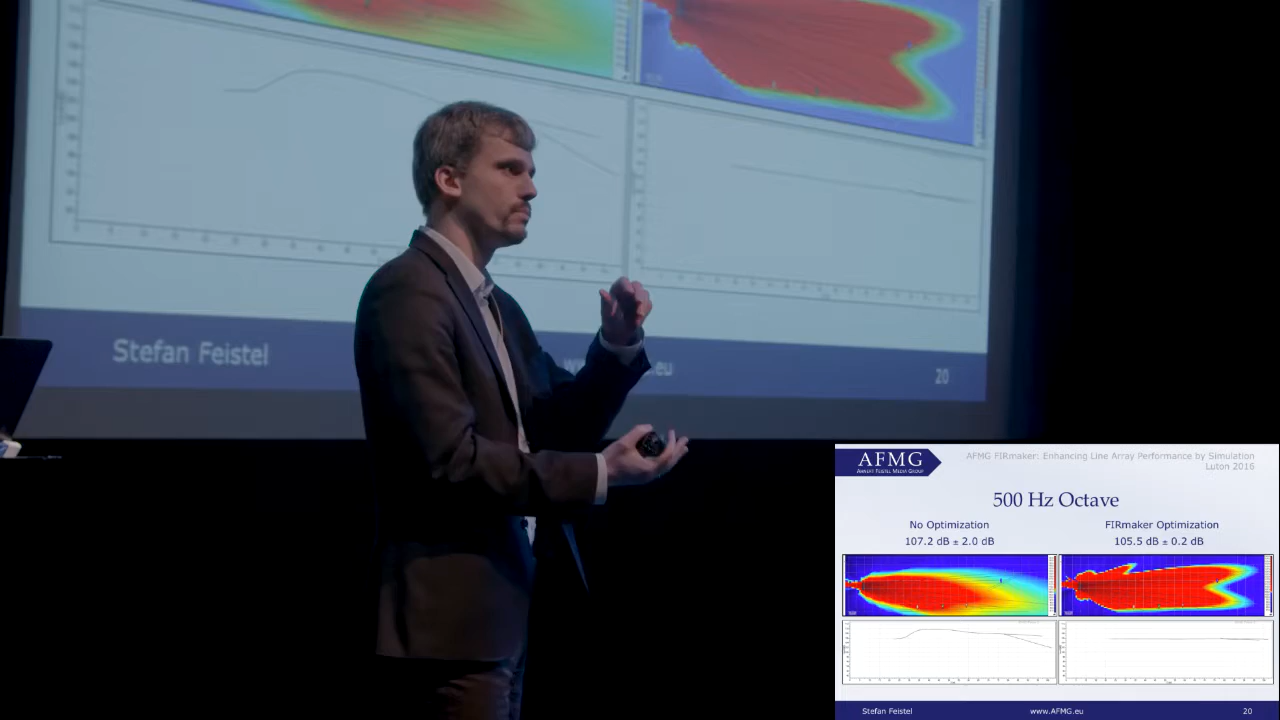 Stefan Feistel
20
AFMG
AHNERT FEISTEL MEDIA GROUP
AFMG FIRmaker: Enhancing Line Array Performance by Simulation
Luton 2016
500 Hz Octave
No Optimization
FIRmaker Optimization
107.2 dB ± 2.0 dB
105.5 dB ± 0.2 dB
Stefan Feistel
www.AFMG.eu
20